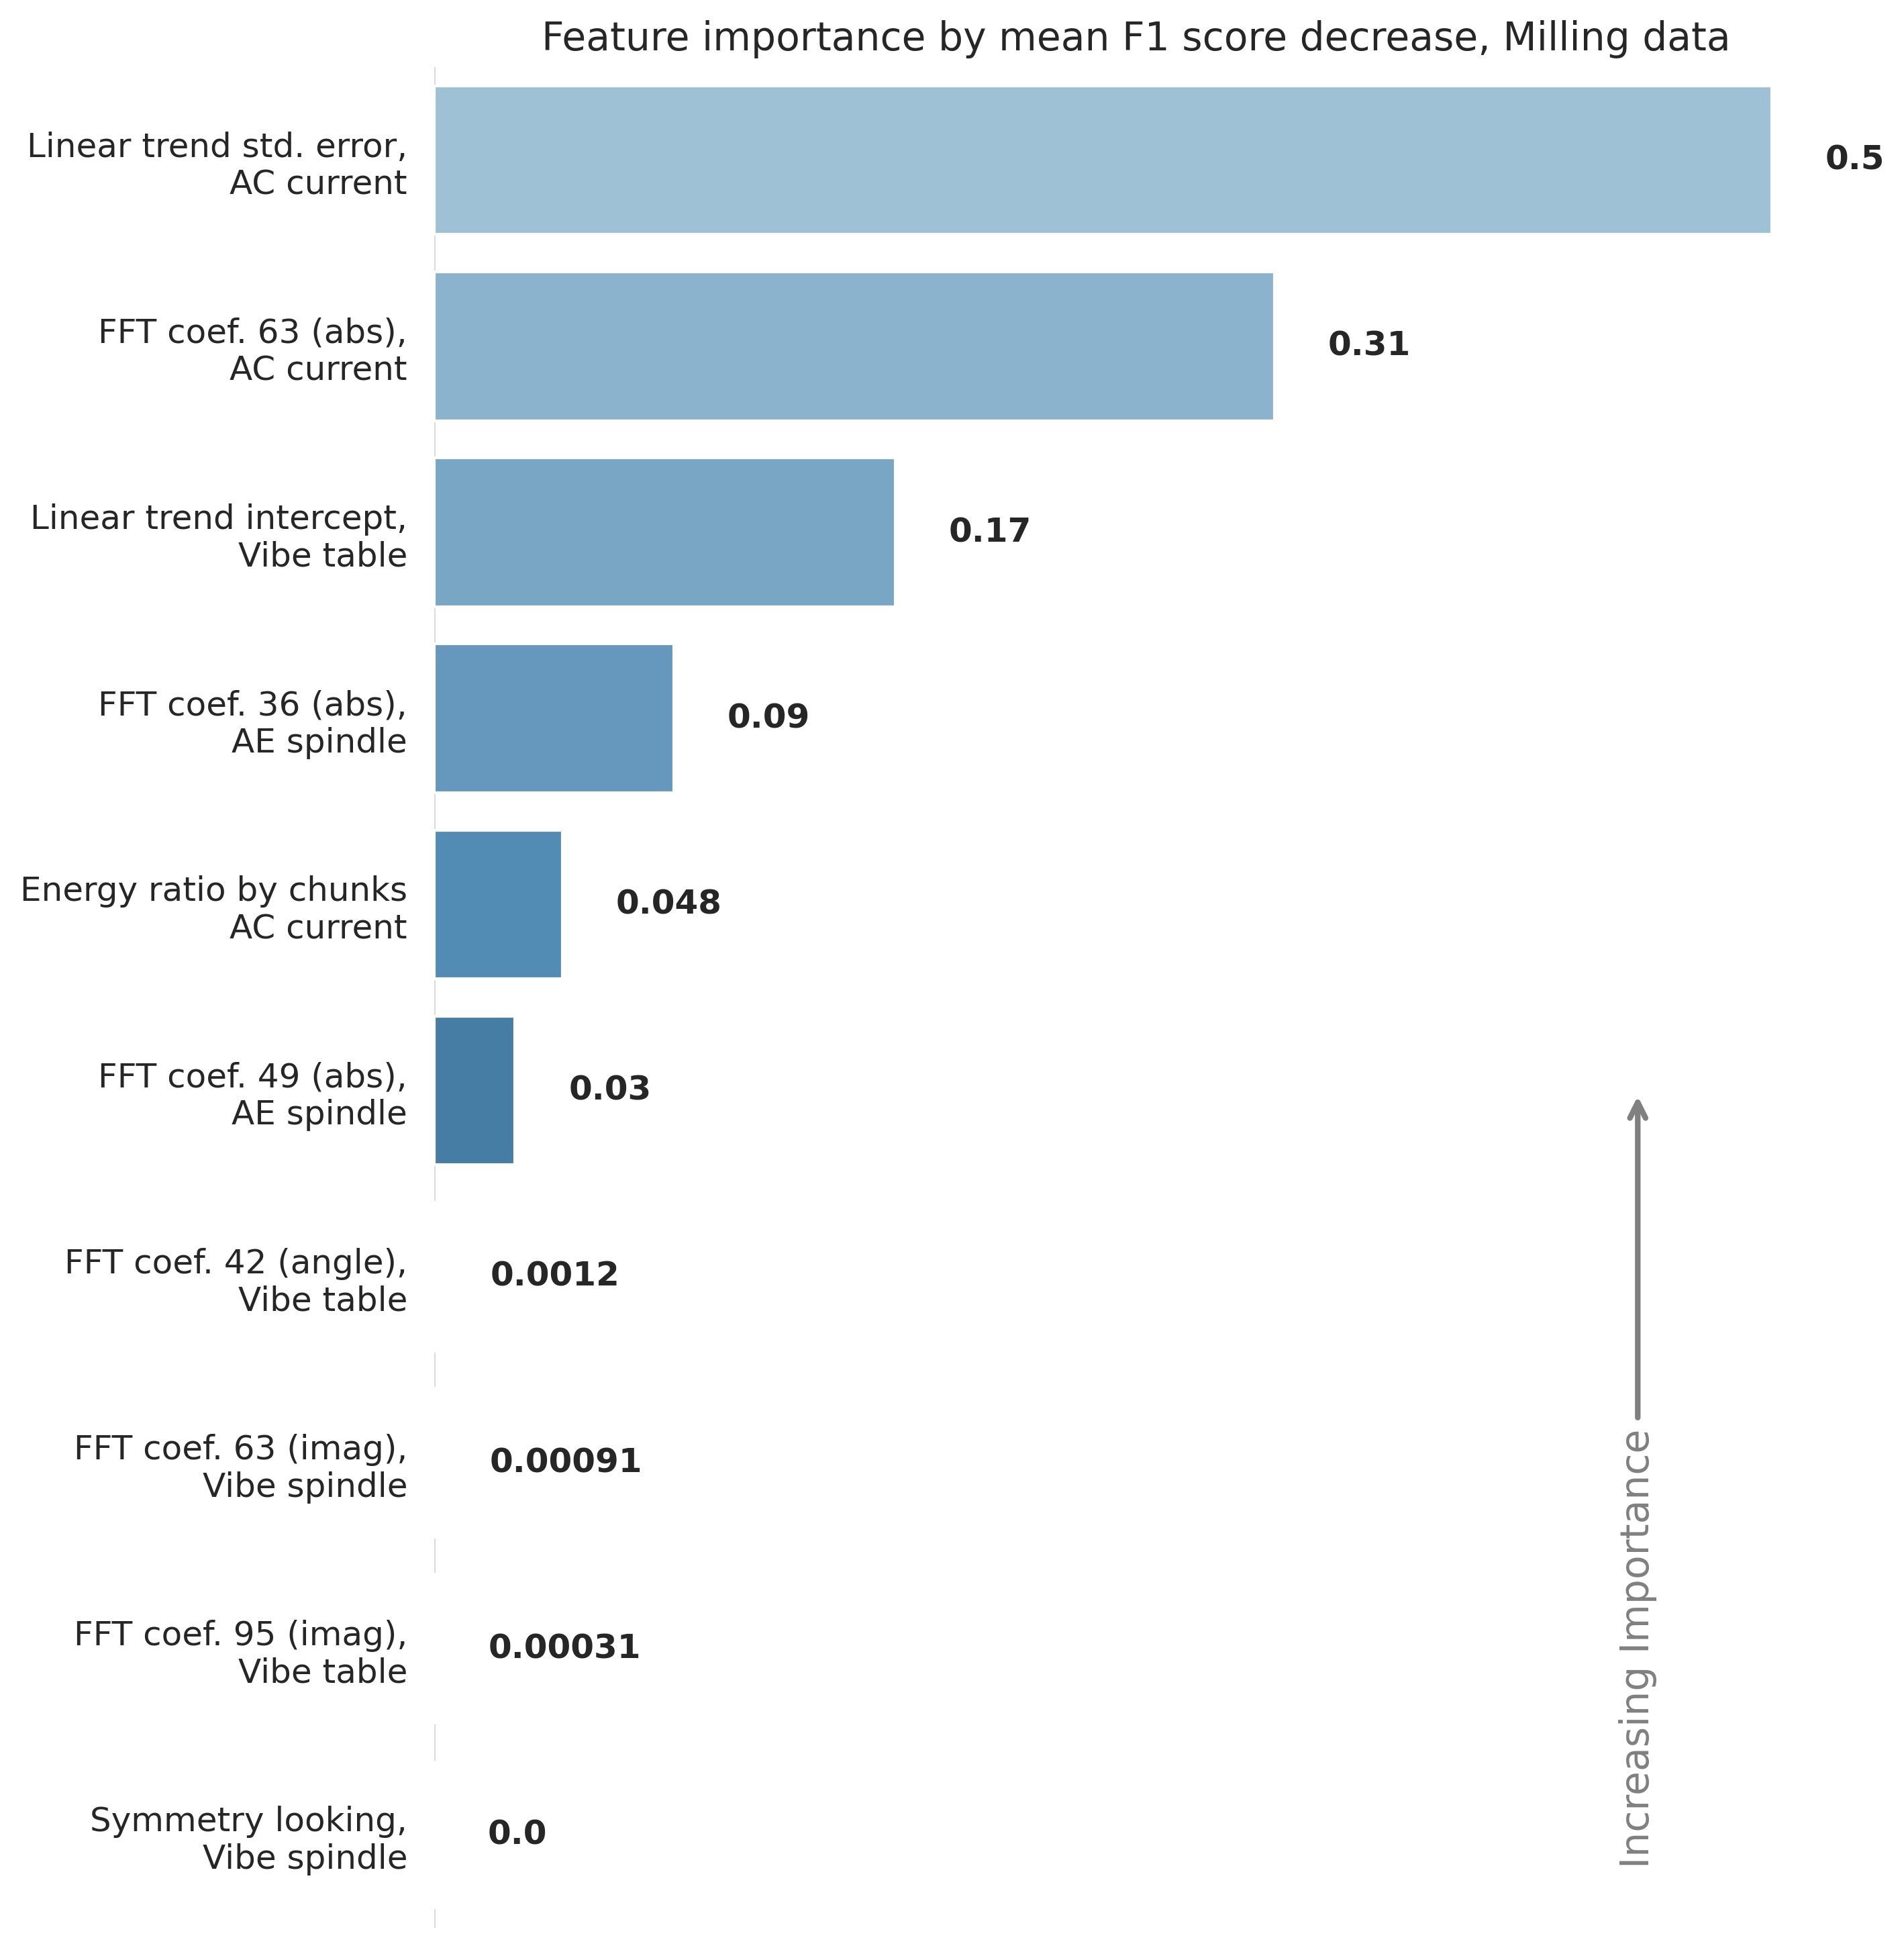 Feature importance by mean F1 score decrease, Milling data
Linear trend std. error,
AC current
0.5
FFT coef. 63 (abs),
AC current
0.31
Linear trend intercept,
Vibe table
0.17
FFT coef. 36 (abs),
AE spindle
0.09
Energy ratio by chunks
AC current
0.048
FFT coef. 49 (abs),
AE spindle
0.03
FFT coef. 42 (angle),
Vibe table
0.0012
FFT coef. 63 (imag),
Vibe spindle
0.00091
FFT coef. 95 (imag),
Vibe table
0.00031
Symmetry looking,
Vibe spindle
0.0
Increasing Importance